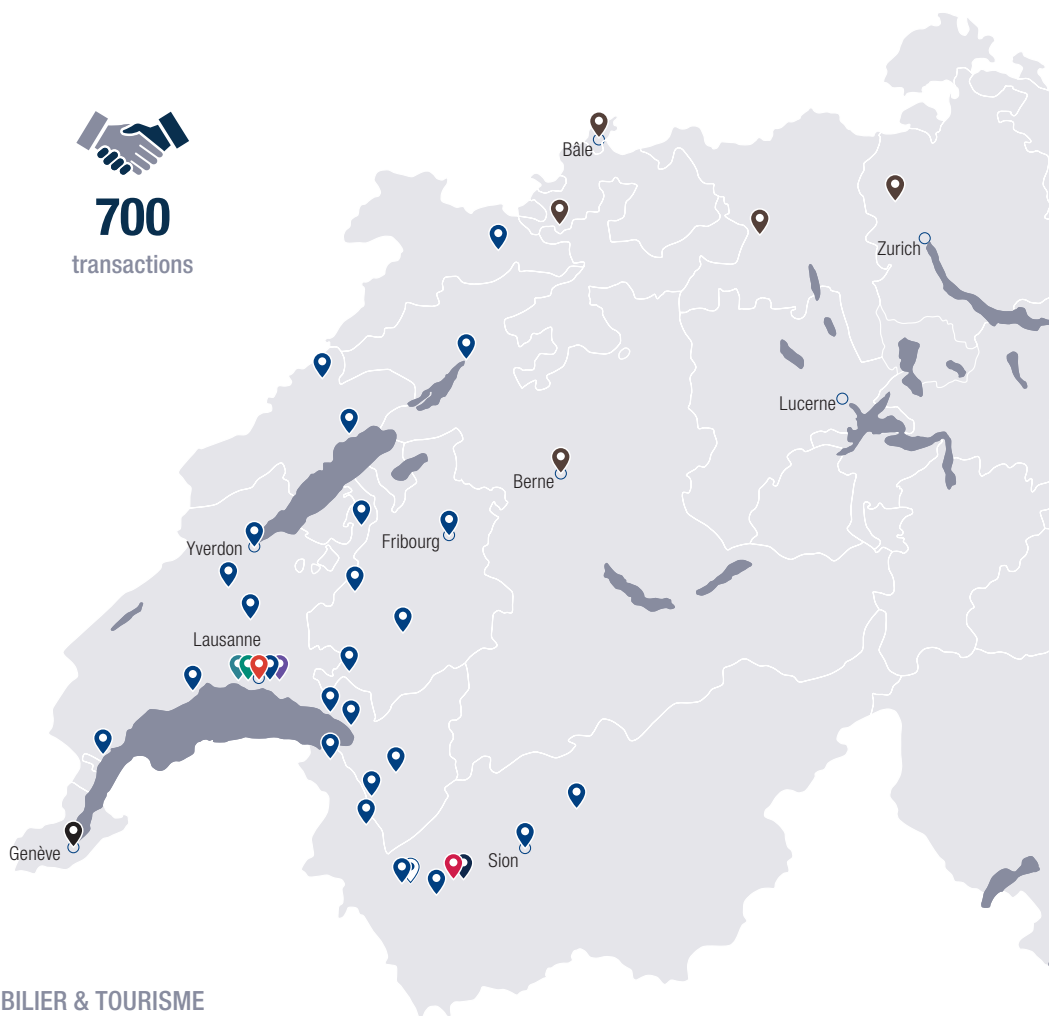 700
transactions
Bâle
Zurich
Lucerne
Berne
Fribourg
Yverdon
Lausanne
Genève
Sion
BILIER & TOURISME